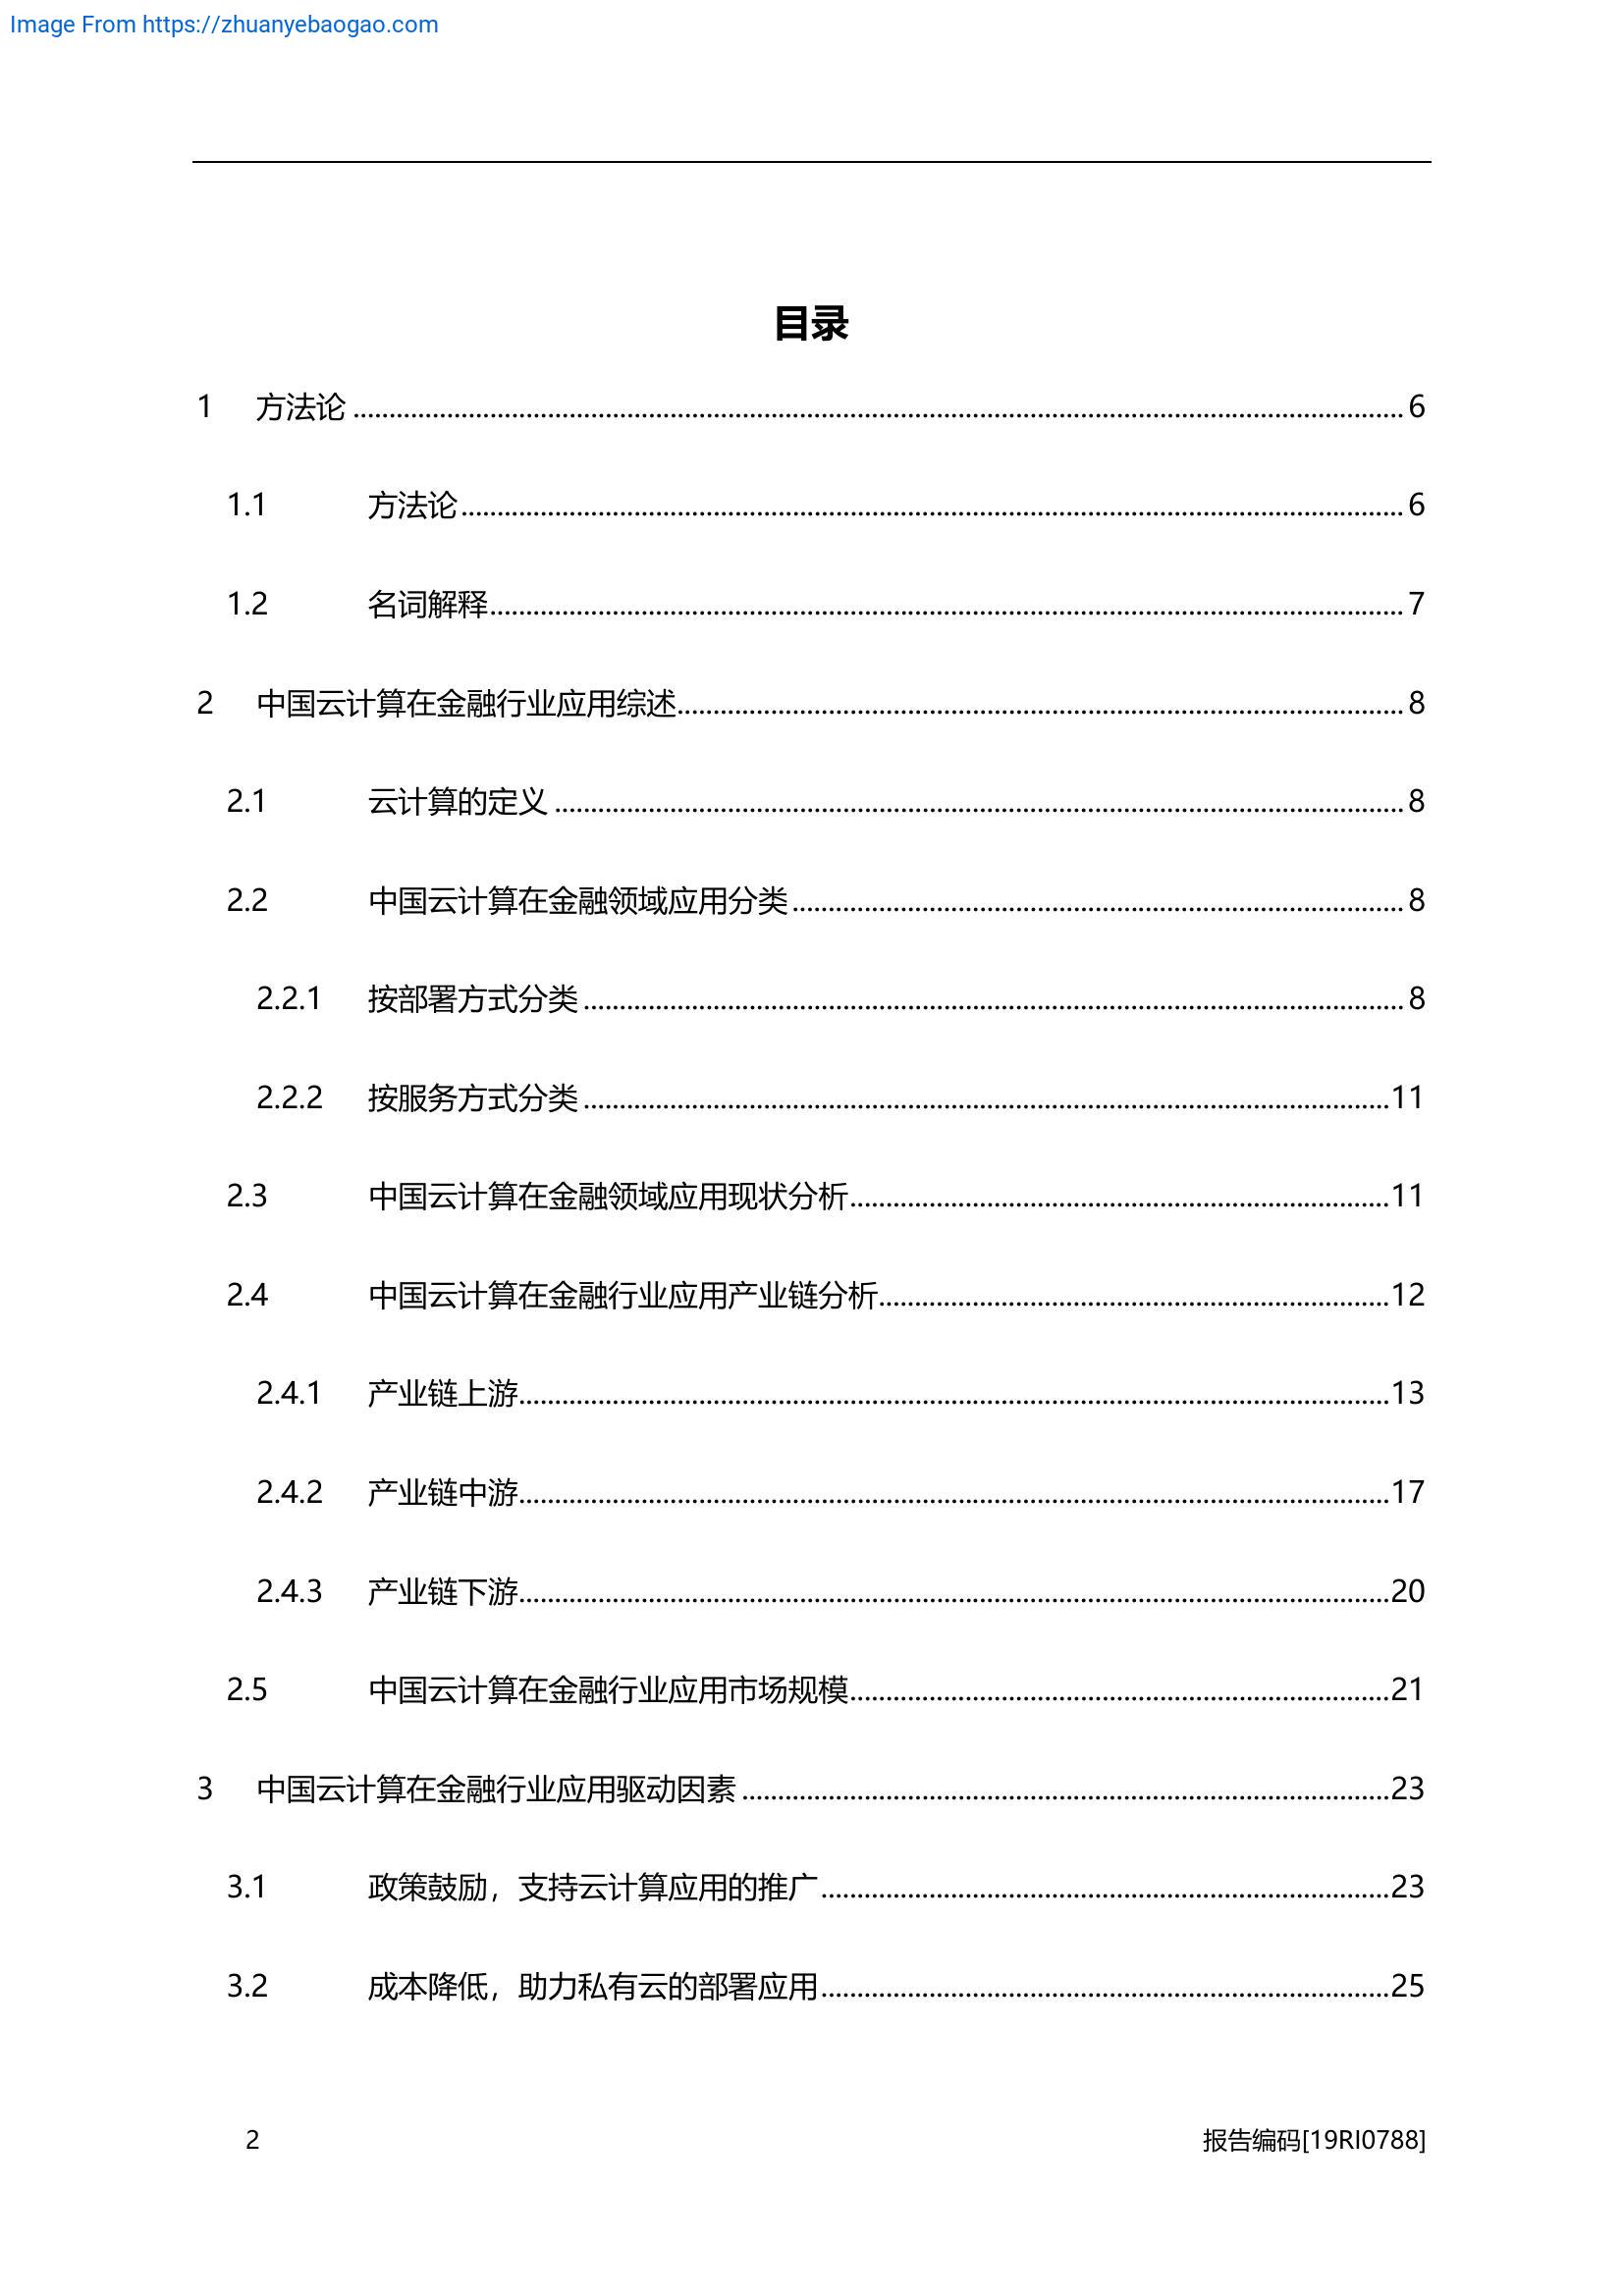 Image From https://zhuanyebaogao.com
目录
1 方法论 ........ 6
1.1 方法论 ........ 6
1.2 名词解释 ........ 7
2 中国云计算在金融行业应用综述 ........ 8
2.1 云计算的定义 ........ 8
2.2 中国云计算在金融领域应用分类 ........ 8
2.2.1 按部署方式分类 ........ 8
2.2.2 按服务方式分类 ........ 11
2.3 中国云计算在金融领域应用现状分析 ........ 11
2.4 中国云计算在金融行业应用产业链分析 ........ 12
2.4.1 产业链上游 ........ 13
2.4.2 产业链中游 ........ 17
2.4.3 产业链下游 ........ 20
2.5 中国云计算在金融行业应用市场规模 ........ 21
3 中国云计算在金融行业应用驱动因素 ........ 23
3.1 政策鼓励，支持云计算应用的推广 ........ 23
3.2 成本降低，助力私有云的部署应用 ........ 25
2 报告编码[19RI0788]